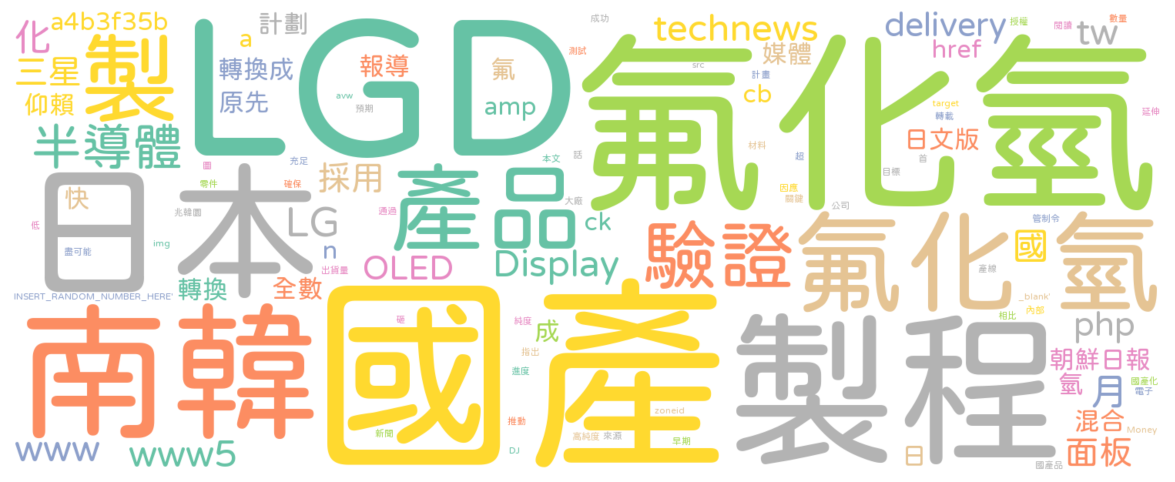 a4b3f35b
計劃
成功
technews
delivery
授權
閱讀
數量
tw
化
製
a
LGD
測試
媒體
href
三星
轉換成
報導
氟
src
計畫
仰賴
原先
avw
預期
amp
氟化氫
cb
target
轉載
延伸
半導體
材料
日文版
圖
充足
本文
話
超
首
日本
快
零件
確保
採用
產品
大廠
因應
關鍵
目標
低
兆韓圜
LG
通過
ck
公司
管制令
盡可能
img
n
出貨量
OLED
Display
驗證
氟化氫
國
產線
INSERT_RANDOM_NUMBER_HERE'
轉換
全數
_blank'
內部
南韓
國產
硒
純度
成
製程
相比
php
指出
進度
朝鮮日報
氫
月
國產化
電子
推動
zoneid
混合
Money
www
www5
新聞
DJ
高純度
來源
早期
日
國產品
面板